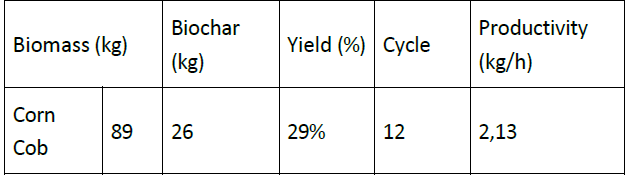 Biomass (kg)
Biochar
(kg)
Yield (%)
Cycle
Productivity
(kg/h)
Corn
Cob
89
26
29%
12
2,13